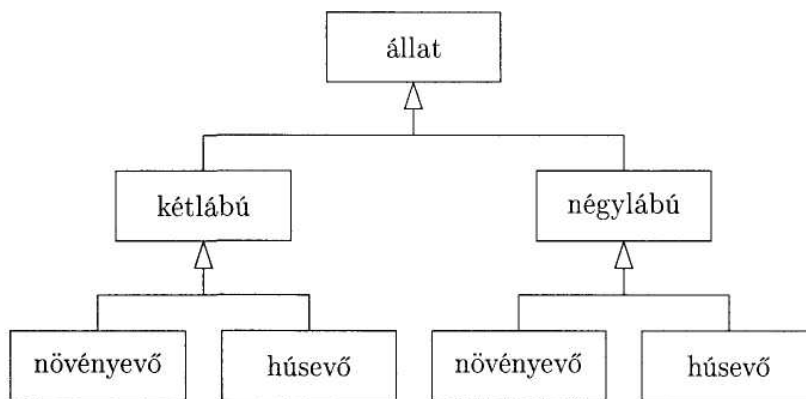 állat
kétlábú
négylábú
növényevő
húsevő
növényevő
húsevő